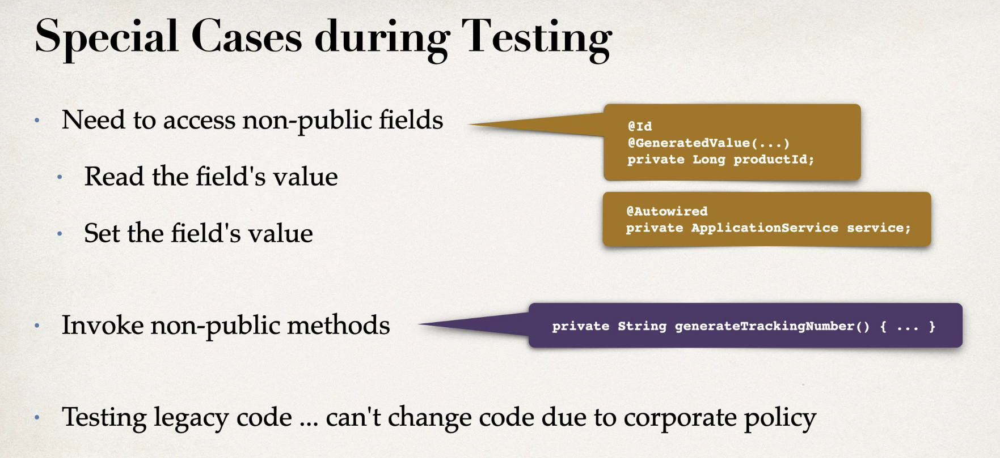 Special Cases during Testing
• Need to access non-public fields
@Id
@GeneratedValue(...)
private Long productId;
• Read the field's value
@Autowired
private ApplicationService service;
• Set the field's value
• Invoke non-public methods
private String generateTrackingNumber() { ... }
• Testing legacy code ... can't change code due to corporate policy